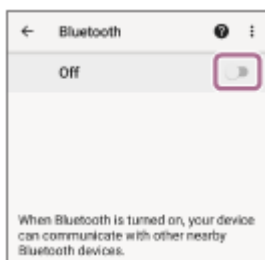 Bluetooth
Off
When Bluetooth is turned on, your device
can communicate with other nearby
Bluetooth devices.